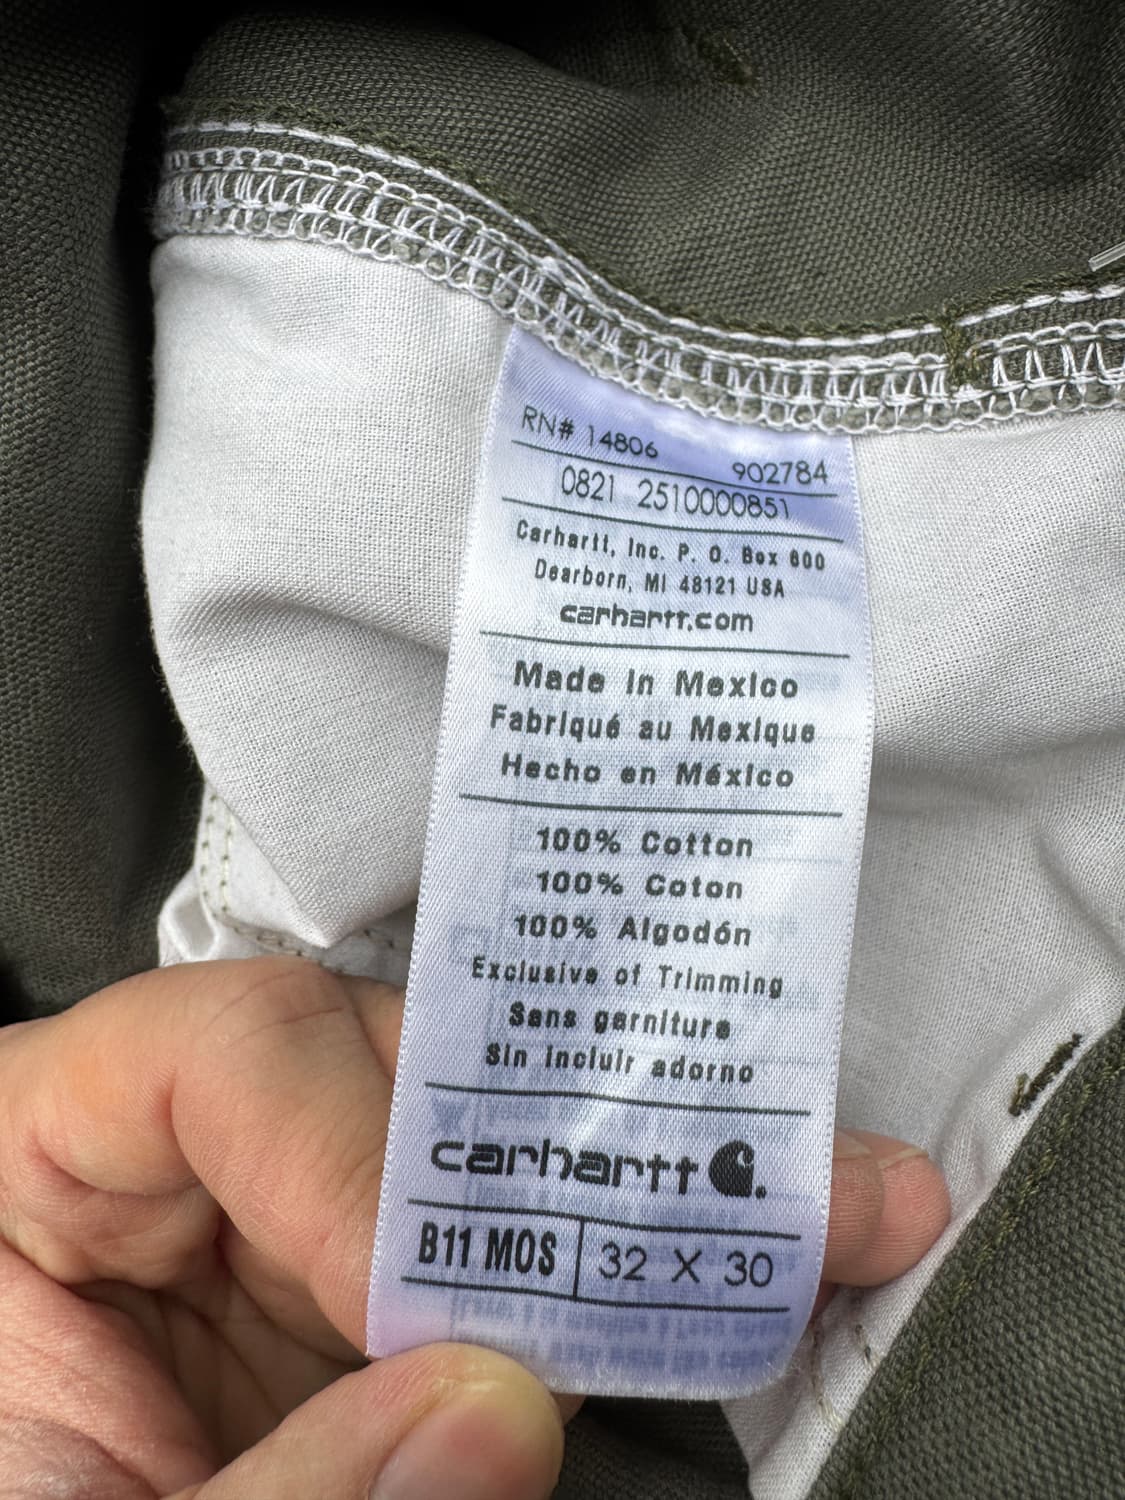 RN# 14806 902784
0821 2510000851
Carhartt, Inc. P. O. Box 600
Dearborn, MI 48121 USA
carhartt.com
Made in Mexico
Fabriqué au Mexique
Hecho en México
100% Cotton
100% Coton
100% Algodón
Exclusive of Trimming
Sans garniture
Sin incluir adorno
carhartt
B11 MOS 32 X 30